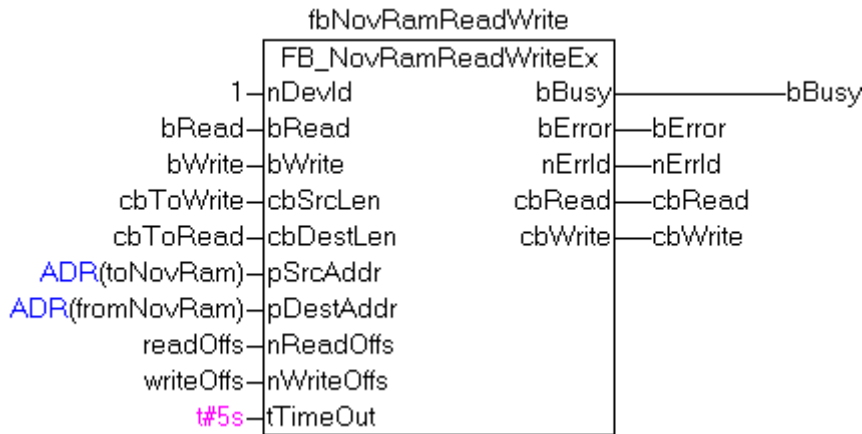 fbNovRamReadWrite
FB_NovRamReadWriteEx
1 nDevId bBusy bBusy
bRead bRead bError bError
bWrite bWrite nErrId nErrId
cbToWrite cbSrcLen cbRead cbRead
cbToRead cbDestLen cbWrite cbWrite
ADR(toNovRam) pSrcAddr
ADR(fromNovRam) pDestAddr
readOffs nReadOffs
writeOffs nWriteOffs
t#5s tTimeOut